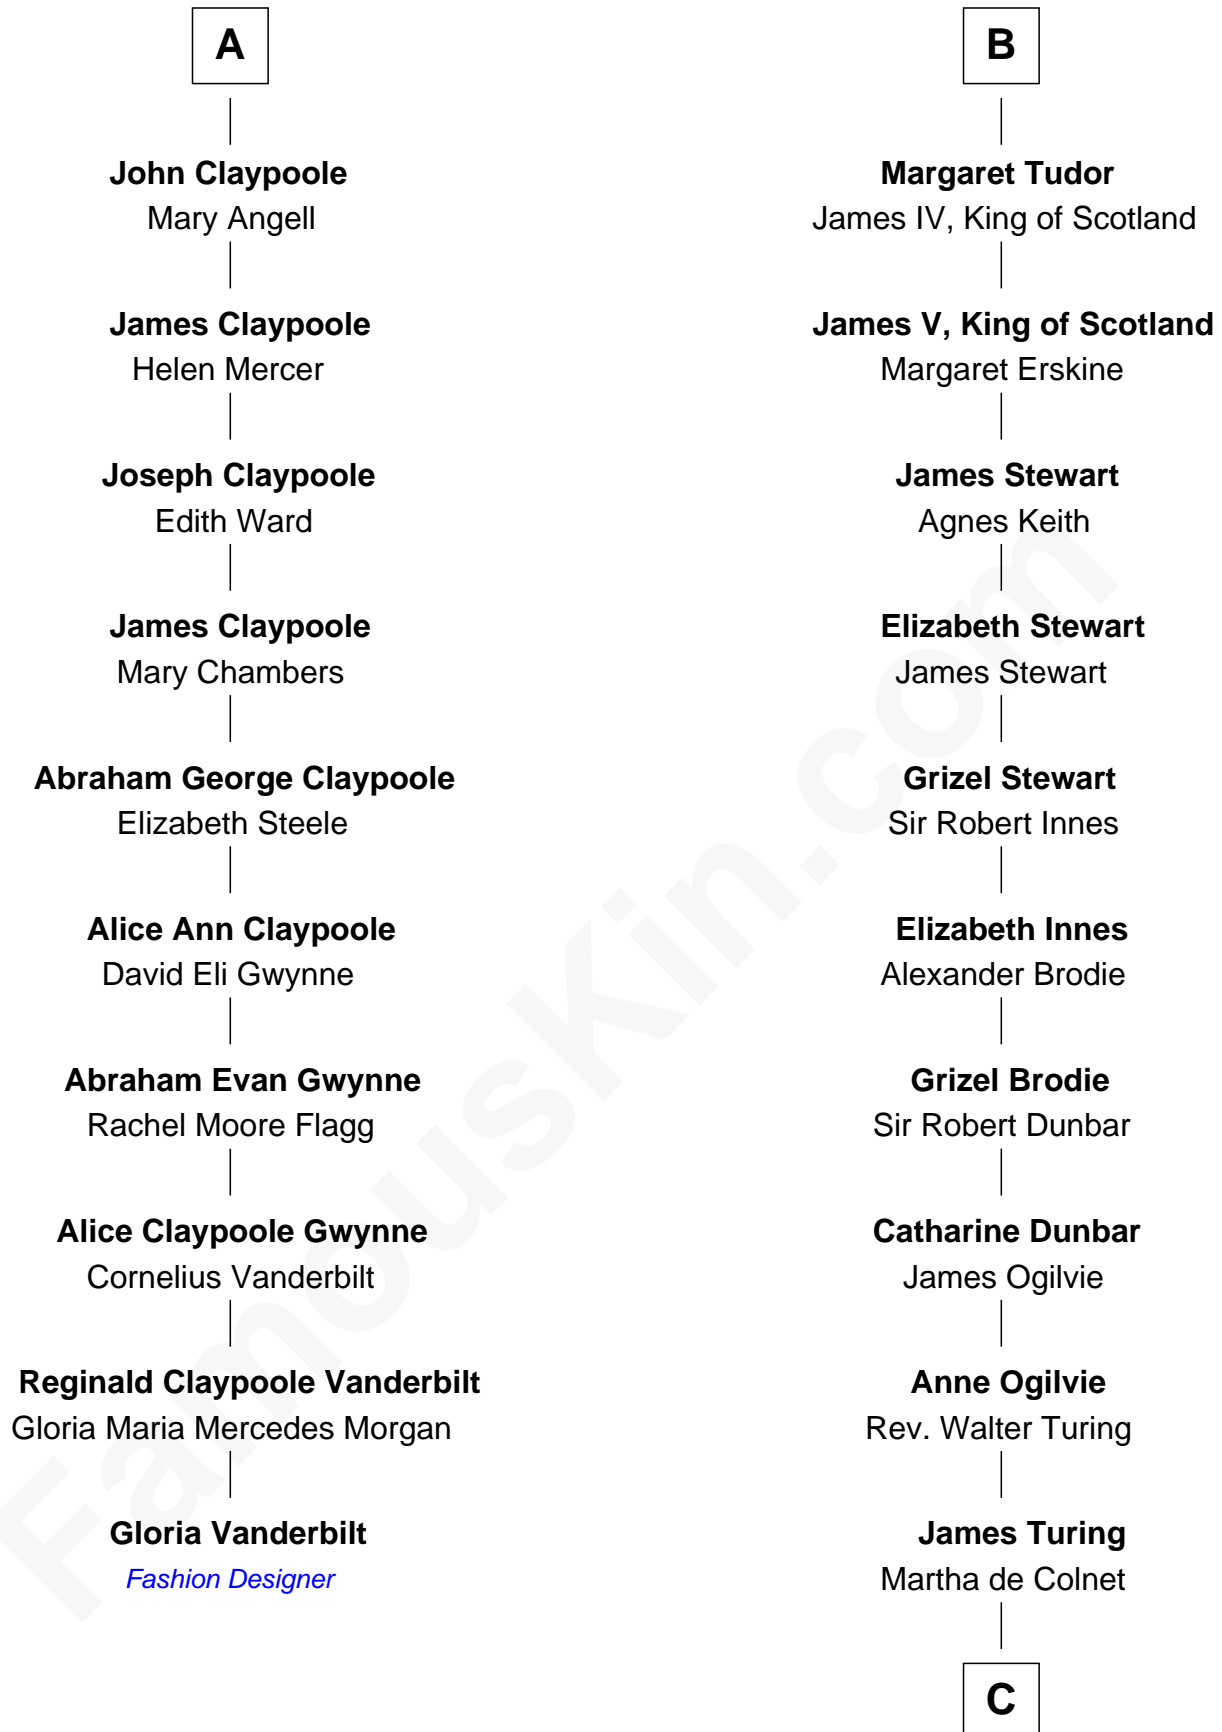 A
John Claypoole
Mary Angell
James Claypoole
Helen Mercer
Joseph Claypoole
Edith Ward
James Claypoole
Mary Chambers
Abraham George Claypoole
Elizabeth Steele
Alice Ann Claypoole
David Eli Gwynne
Abraham Evan Gwynne
Rachel Moore Flagg
Alice Claypoole Gwynne
Cornelius Vanderbilt
Reginald Claypoole Vanderbilt
Gloria Maria Mercedes Morgan
Gloria Vanderbilt
Fashion Designer
B
Margaret Tudor
James IV, King of Scotland
James V, King of Scotland
Margaret Erskine
James Stewart
Agnes Keith
Elizabeth Stewart
James Stewart
Grizel Stewart
Sir Robert Innes
Elizabeth Innes
Alexander Brodie
Grizel Brodie
Sir Robert Dunbar
Catharine Dunbar
James Ogilvie
Anne Ogilvie
Rev. Walter Turing
James Turing
Martha de Colnet
C
FamousKin.com